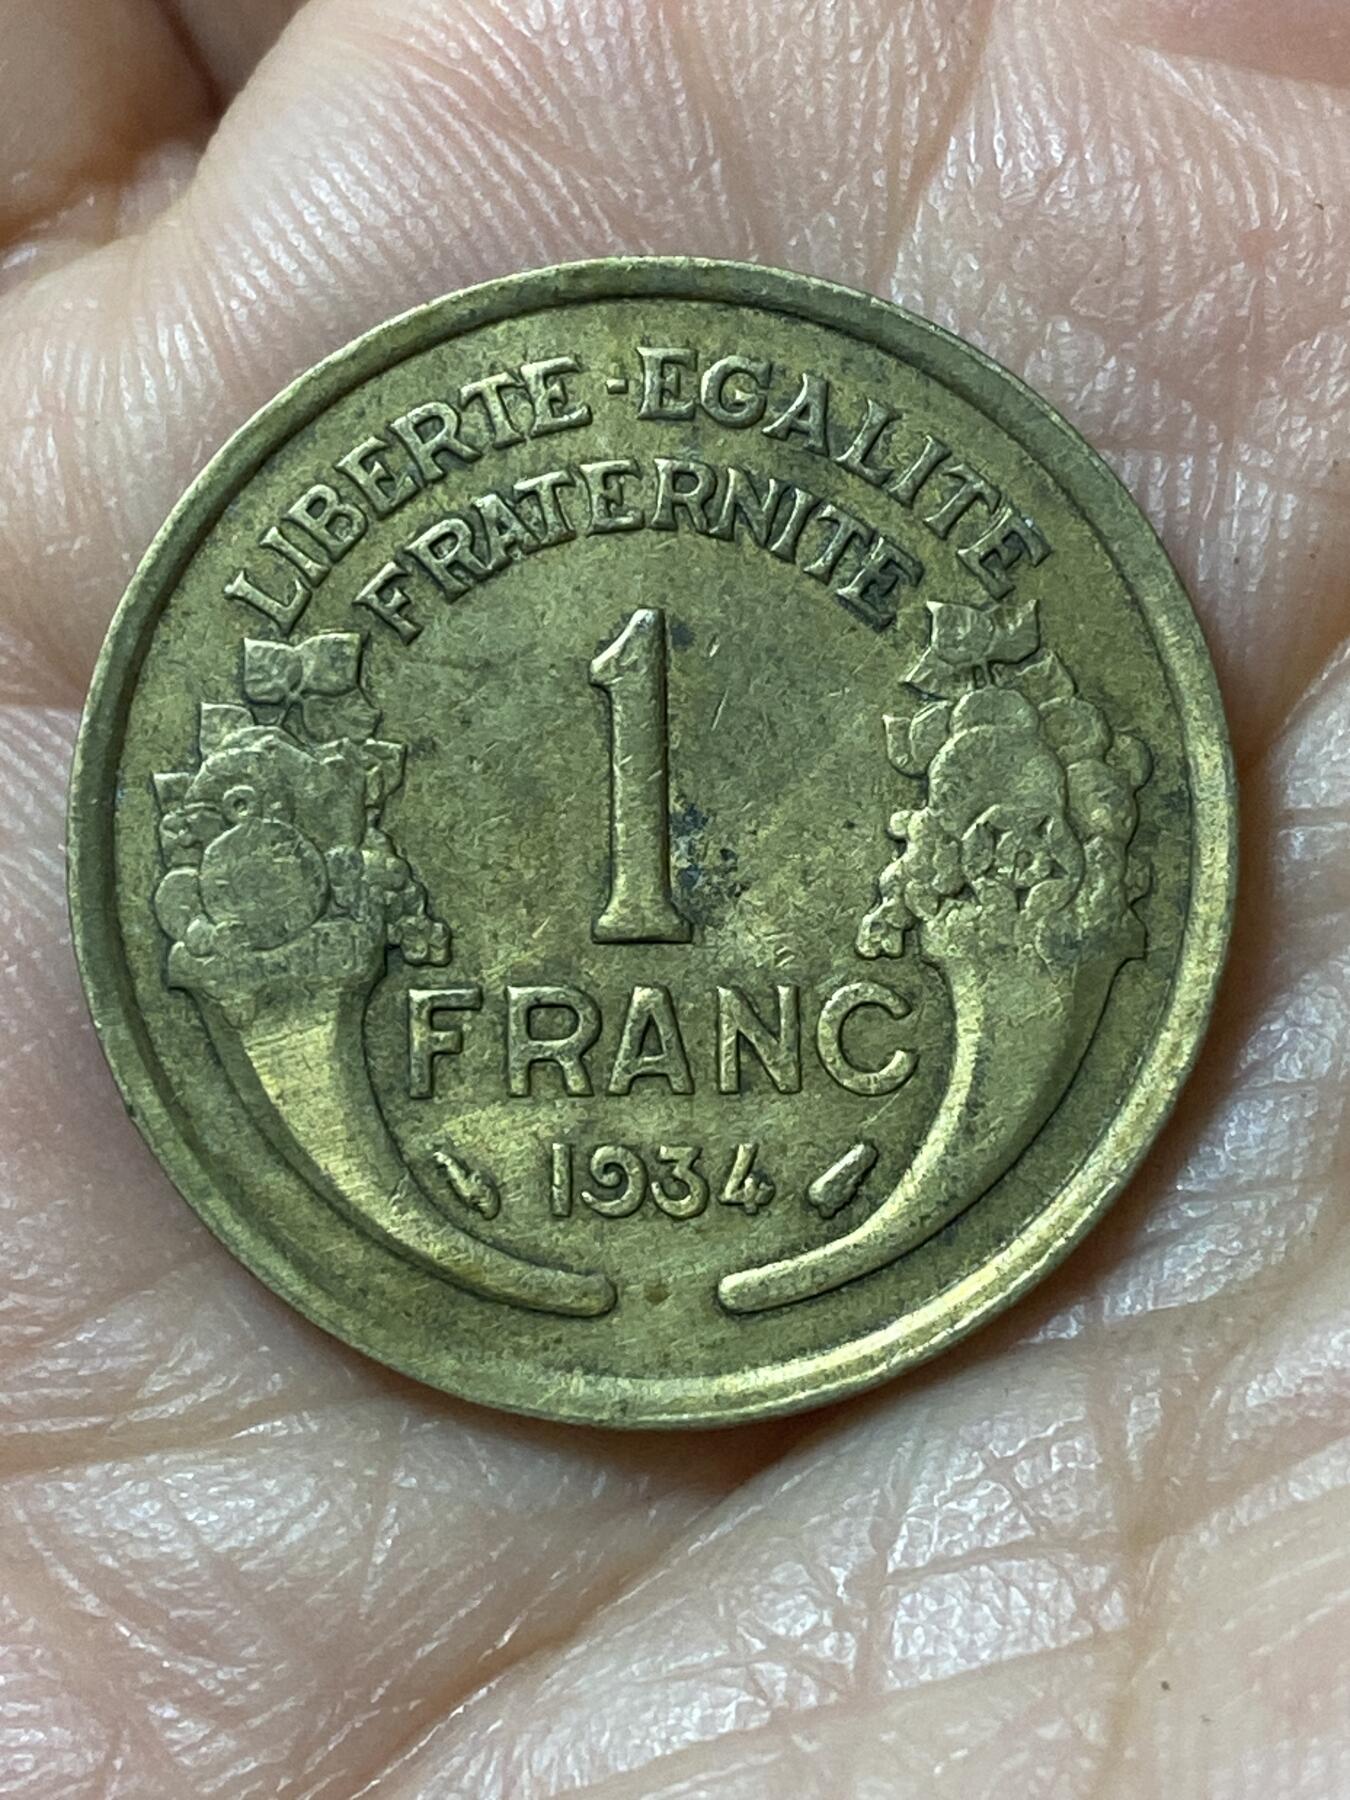 LIBERTE-EGALITE
FRATERNITE
1
FRANC
1934